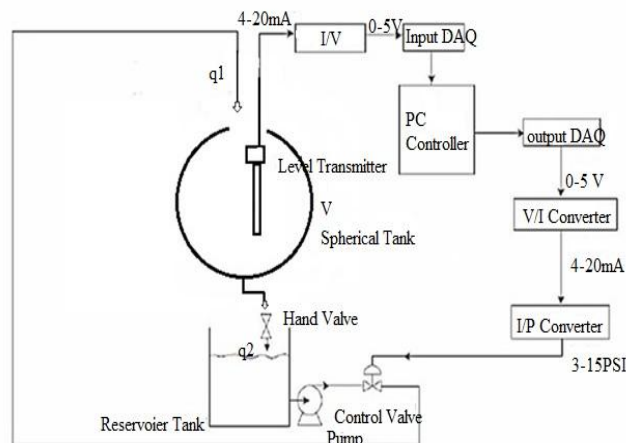 4-20mA
I/V
0-5V
Input DAQ
q1
PC
Controller
output DAQ
Level Transmitter
0-5 V
V
Spherical Tank
V/I Converter
4-20mA
Hand Valve
I/P Converter
q2
3-15PSI
Reservoier Tank
Control Valve
Pump